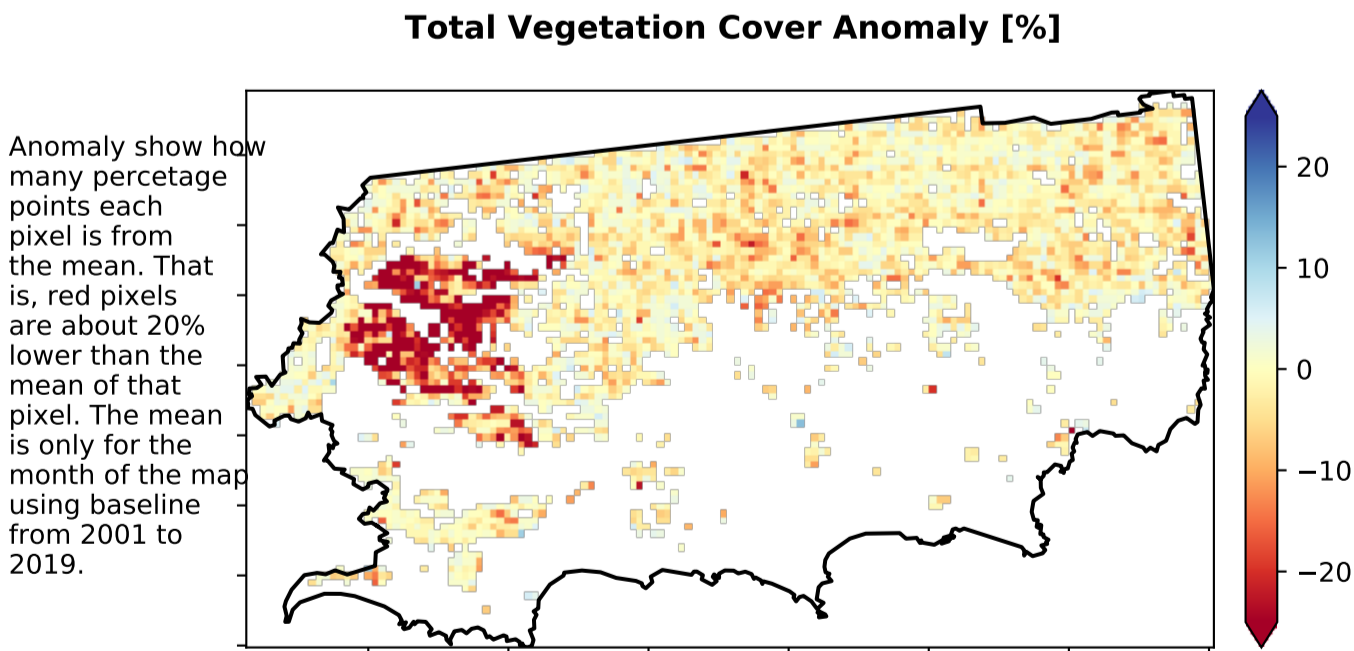 Total Vegetation Cover Anomaly [%]
Anomaly show how
many percetage
points each
pixel is from
the mean. That
is, red pixels
are about 20%
lower than the
mean of that
pixel. The mean
is only for the
month of the map
using baseline
from 2001 to
2019.
20
10
0
−10
−20